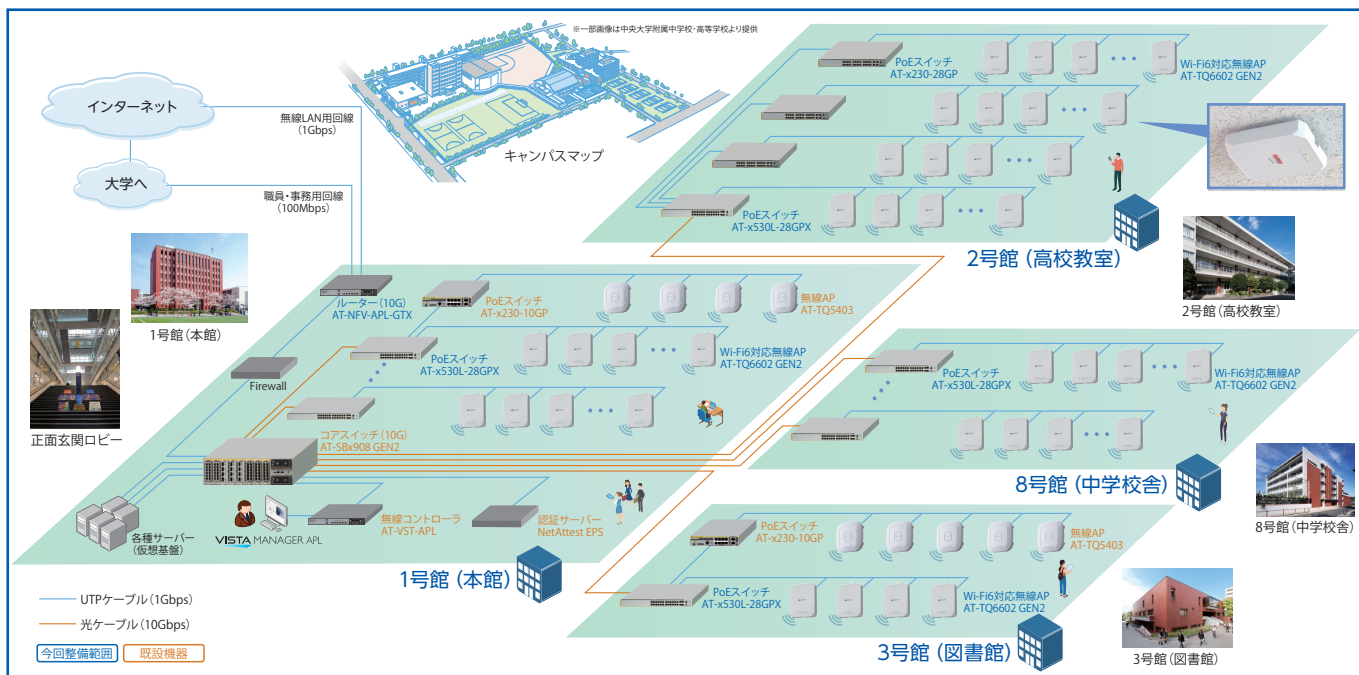 ※一部画像は中央大学附属中学校・高等学校より提供
インターネット
大学へ
無線LAN用回線
(1Gbps)
職員・事務用回線
(100Mbps)
キャンパスマップ
PoEスイッチ
AT-x230-28GP
Wi-Fi6対応無線AP
AT-TQ6602 GEN2
PoEスイッチ
AT-x530L-28GPX
2号館（高校教室）
2号館（高校教室）
1号館（本館）
正面玄関ロビー
ルーター（10G）
AT-NFV-APL-GTX
PoEスイッチ
AT-x230-10GP
無線AP
AT-TQ5403
PoEスイッチ
AT-x530L-28GPX
Wi-Fi6対応無線AP
AT-TQ6602 GEN2
Firewall
コアスイッチ（10G）
AT-SBx908 GEN2
各種サーバー
（仮想基盤）
VISTA MANAGER APL
無線コントローラ
AT-VST-APL
認証サーバー
NetAttest EPS
1号館（本館）
PoEスイッチ
AT-x530L-28GPX
Wi-Fi6対応無線AP
AT-TQ6602 GEN2
8号館（中学校舎）
8号館（中学校舎）
PoEスイッチ
AT-x230-10GP
無線AP
AT-TQ5403
PoEスイッチ
AT-x530L-28GPX
Wi-Fi6対応無線AP
AT-TQ6602 GEN2
3号館（図書館）
3号館（図書館）
UTPケーブル（1Gbps）
光ケーブル（10Gbps）
今回整備範囲
既設機器